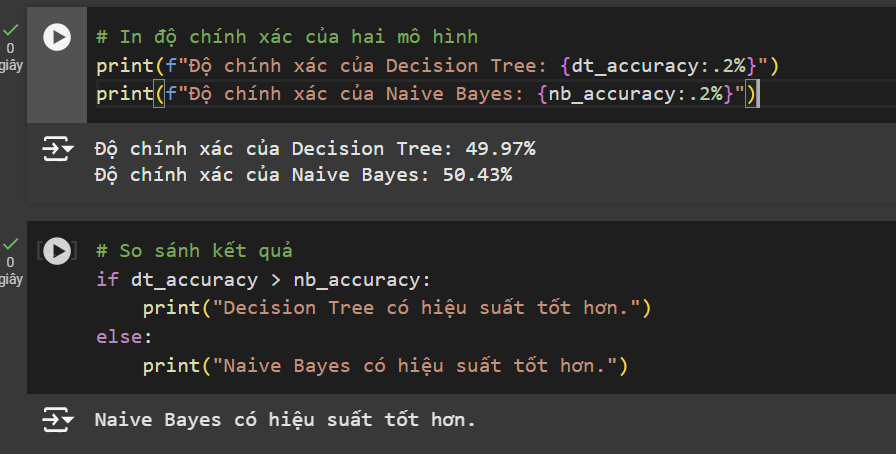 0
giây
# In độ chính xác của hai mô hình
print(f"Độ chính xác của Decision Tree: {dt_accuracy:.2%}")
print(f"Độ chính xác của Naive Bayes: {nb_accuracy:.2%}")
Độ chính xác của Decision Tree: 49.97%
Độ chính xác của Naive Bayes: 50.43%
0
giây
[ ]
# So sánh kết quả
if dt_accuracy > nb_accuracy:
    print("Decision Tree có hiệu suất tốt hơn.")
else:
    print("Naive Bayes có hiệu suất tốt hơn.")
Naive Bayes có hiệu suất tốt hơn.